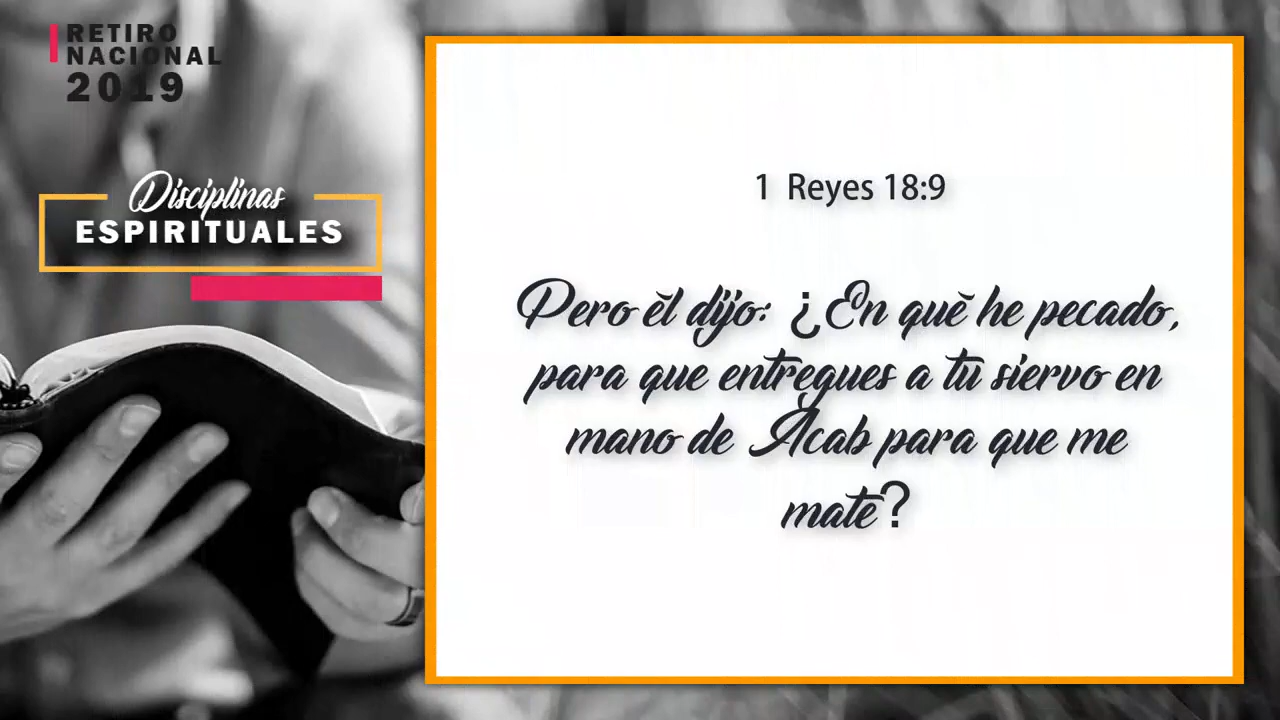 RETIRO
NACIONAL
2019
Disciplinas
ESPIRITUALES
1 Reyes 18:9
Pero él dijo: ¿En qué he pecado,
para que entregues a tu siervo en
mano de Acab para que me
mate?